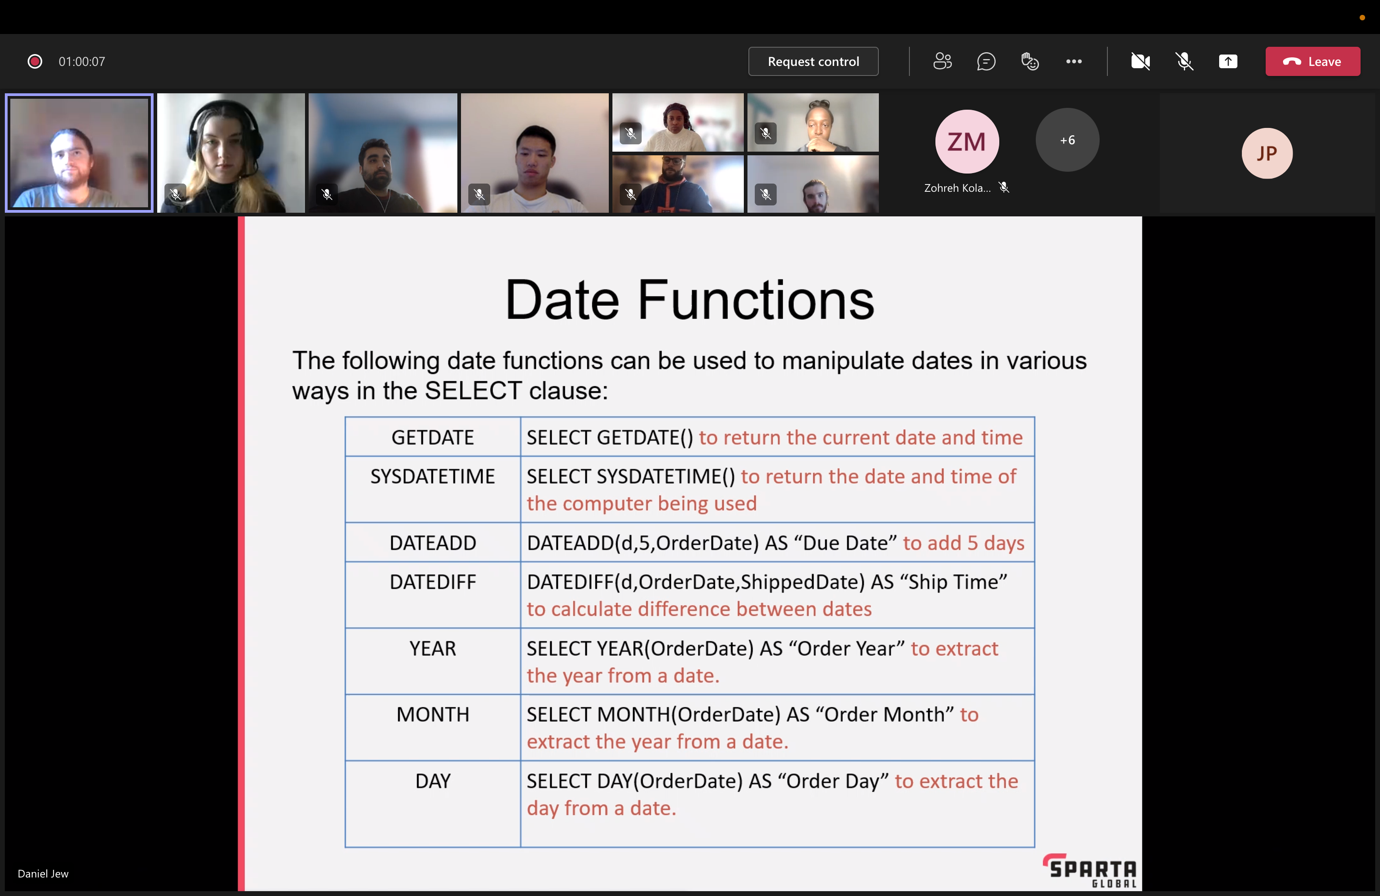 01:00:07
Request control
Leave
ZM
+6
JP
Zohreh Kola...
Date Functions
The following date functions can be used to manipulate dates in various
ways in the SELECT clause:
GETDATE
SELECT GETDATE() to return the current date and time
SYSDATETIME
SELECT SYSDATETIME() to return the date and time of
the computer being used
DATEADD
DATEADD(d,5,OrderDate) AS “Due Date” to add 5 days
DATEDIFF
DATEDIFF(d,OrderDate,ShippedDate) AS “Ship Time”
to calculate difference between dates
YEAR
SELECT YEAR(OrderDate) AS “Order Year” to extract
the year from a date.
MONTH
SELECT MONTH(OrderDate) AS “Order Month” to
extract the year from a date.
DAY
SELECT DAY(OrderDate) AS “Order Day” to extract the
day from a date.
Daniel Jew
SPARTA
GLOBAL